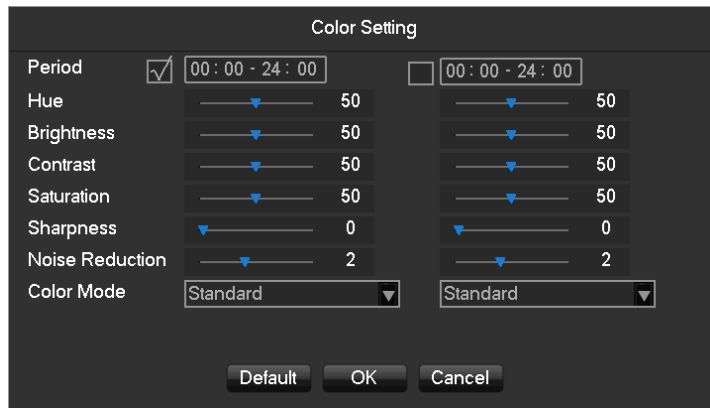 Color Setting
Period 00:00 - 24:00 00:00 - 24:00
Hue 50 50
Brightness 50 50
Contrast 50 50
Saturation 50 50
Sharpness 0 0
Noise Reduction 2 2
Color Mode Standard Standard
Default OK Cancel